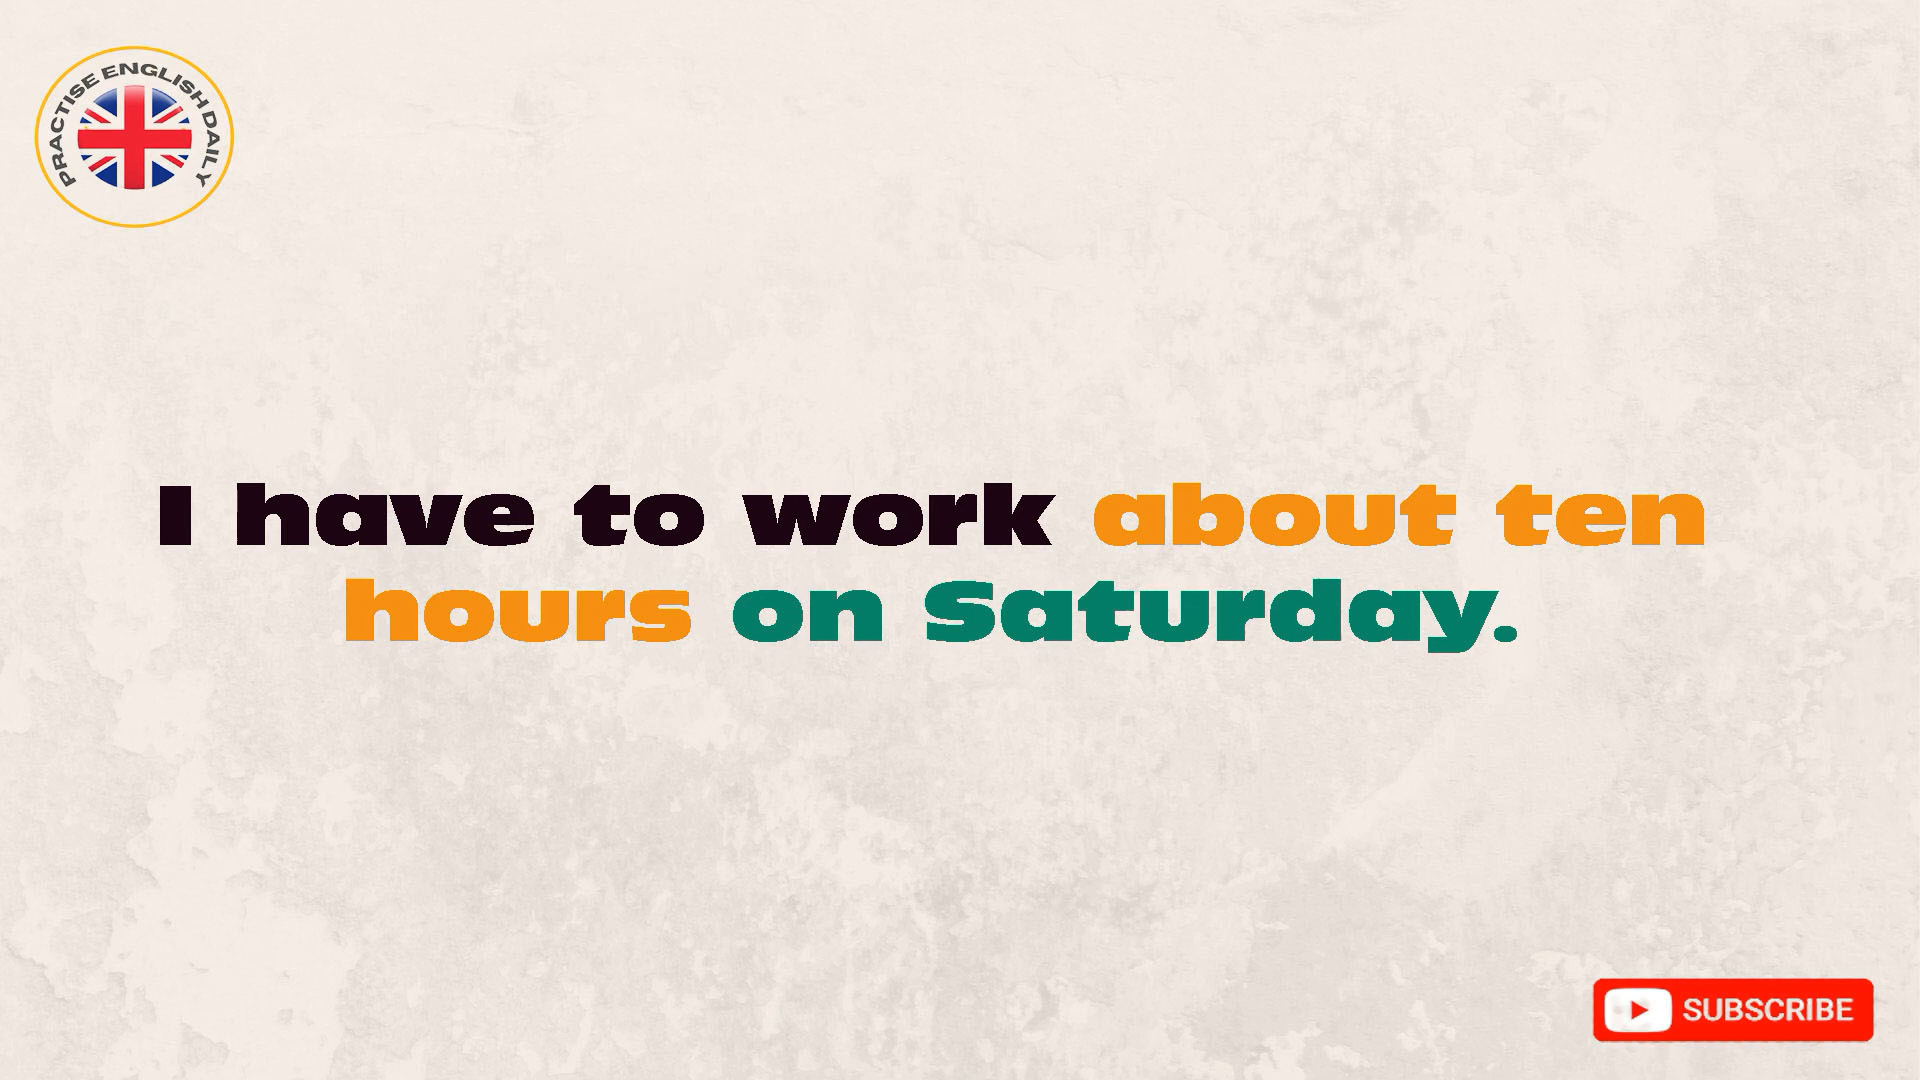 PRACTISE ENGLISH DAILY
I have to work about ten
hours on Saturday.
SUBSCRIBE